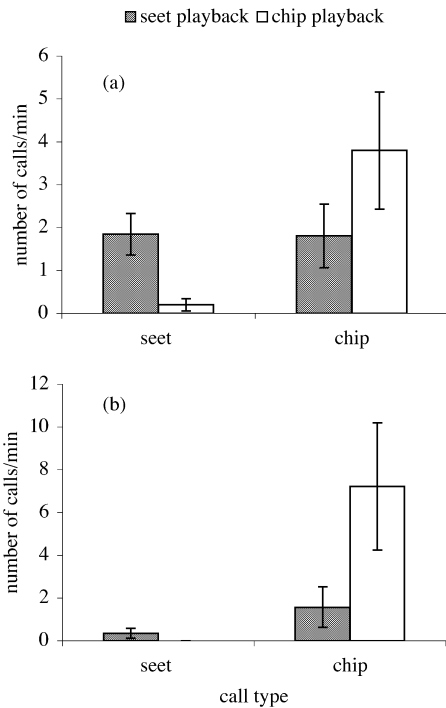 seet playback chip playback
(a)
6
5
4
3
2
1
0
number of calls/min
seet chip
(b)
12
10
8
6
4
2
0
number of calls/min
seet chip
call type